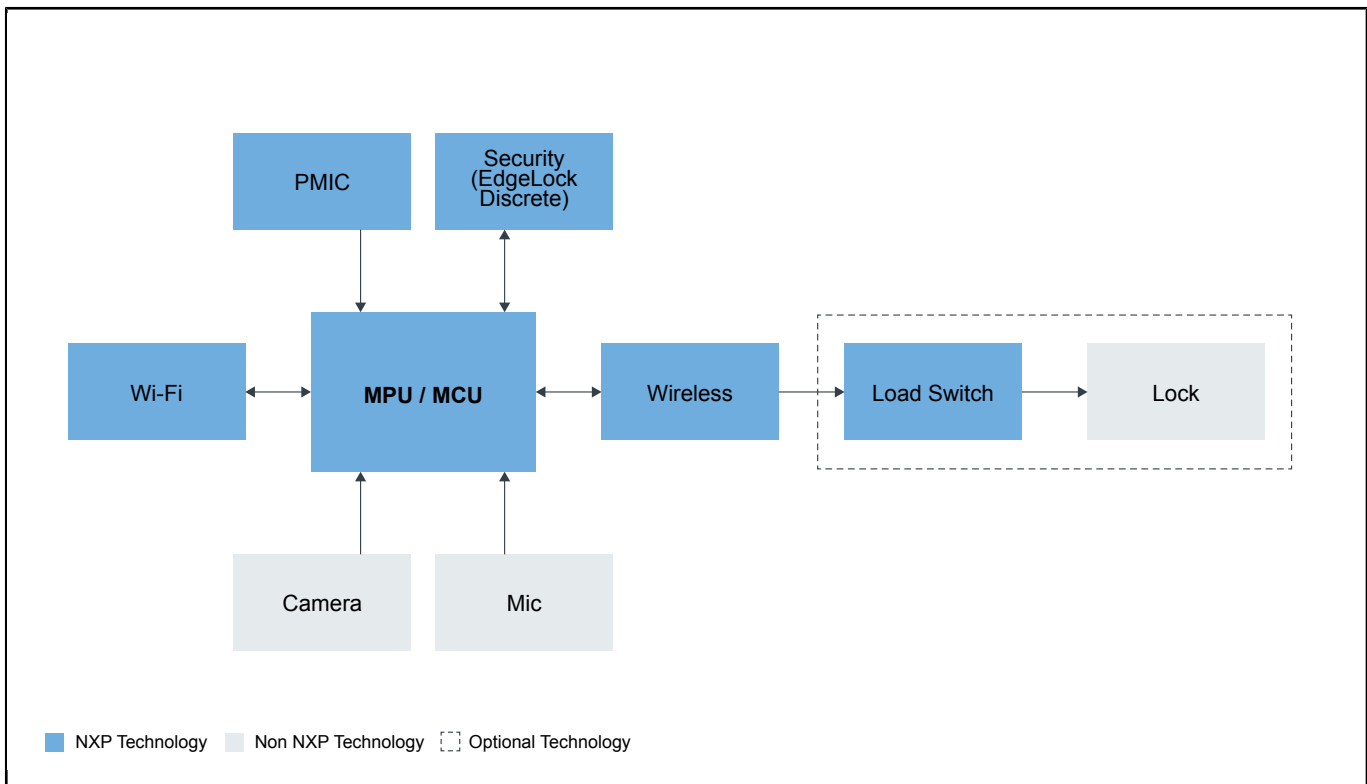 PMIC
Security
(EdgeLock
Discrete)
Wi-Fi
MPU / MCU
Wireless
Load Switch
Lock
Camera
Mic
NXP Technology
Non NXP Technology
Optional Technology